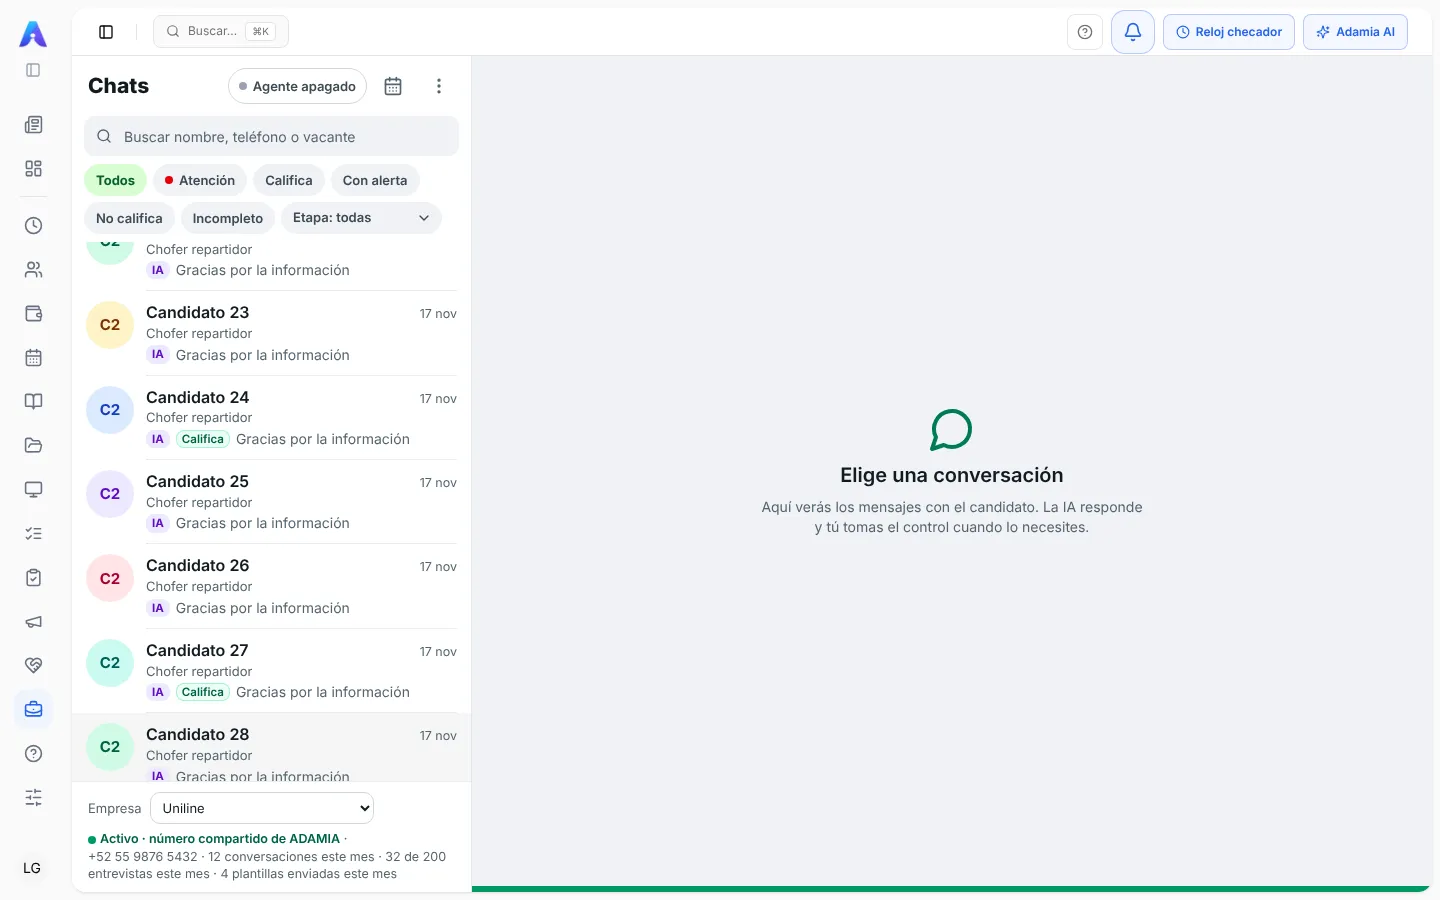 Buscar...
⌘K
Reloj checador
Adamia AI
Chats
Agente apagado
Buscar nombre, teléfono o vacante
Todos
Atención
Califica
Con alerta
No califica
Incompleto
Etapa: todas
C2
Chofer repartidor
IA Gracias por la información
C2
Candidato 23
17 nov
Chofer repartidor
IA Gracias por la información
C2
Candidato 24
17 nov
Chofer repartidor
IA Califica Gracias por la información
C2
Candidato 25
17 nov
Chofer repartidor
IA Gracias por la información
C2
Candidato 26
17 nov
Chofer repartidor
IA Gracias por la información
C2
Candidato 27
17 nov
Chofer repartidor
IA Califica Gracias por la información
C2
Candidato 28
17 nov
Chofer repartidor
IA Gracias por la información
Empresa
Uniline
Activo · número compartido de ADAMIA ·
+52 55 9876 5432 · 12 conversaciones este mes · 32 de 200
entrevistas este mes · 4 plantillas enviadas este mes
LG
Elige una conversación
Aquí verás los mensajes con el candidato. La IA responde
y tú tomas el control cuando lo necesites.